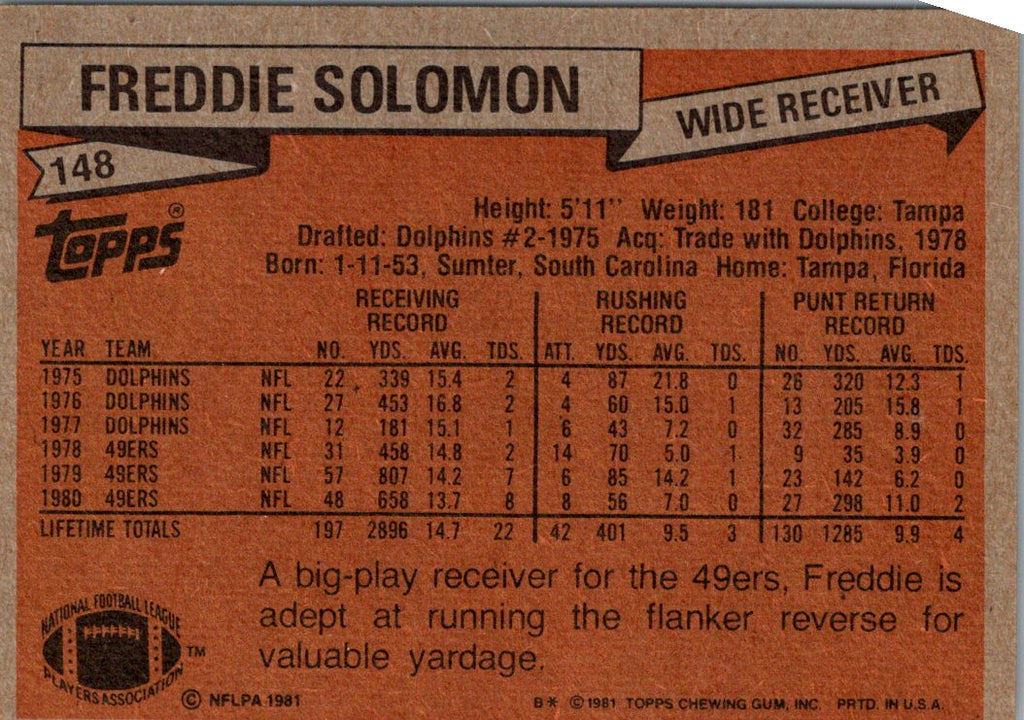 FREDDIE SOLOMON
WIDE RECEIVER
148
TOPPS®
Height: 5'11" Weight: 181 College: Tampa
Drafted: Dolphins #2-1975 Acq: Trade with Dolphins, 1978
Born: 1-11-53, Sumter, South Carolina Home: Tampa, Florida
RECEIVING RECORD RUSHING RECORD PUNT RETURN RECORD
YEAR TEAM NO. YDS. AVG. TDS. ATT. YDS. AVG. TDS. NO. YDS. AVG. TDS.
1975 DOLPHINS NFL 22 339 15.4 2 4 87 21.8 0 26 320 12.3 1
1976 DOLPHINS NFL 27 453 16.8 2 4 60 15.0 1 13 205 15.8 1
1977 DOLPHINS NFL 12 181 15.1 1 6 43 7.2 0 32 285 8.9 0
1978 49ERS NFL 31 458 14.8 2 14 70 5.0 1 9 35 3.9 0
1979 49ERS NFL 57 807 14.2 7 6 85 14.2 1 23 142 6.2 0
1980 49ERS NFL 48 658 13.7 8 8 56 7.0 0 27 298 11.0 2
LIFETIME TOTALS 197 2896 14.7 22 42 401 9.5 3 130 1285 9.9 4
A big-play receiver for the 49ers, Freddie is
adept at running the flanker reverse for
valuable yardage.
NATIONAL FOOTBALL LEAGUE
PLAYERS ASSOCIATION ™
© NFLPA 1981
B* © 1981 TOPPS CHEWING GUM, INC. PRTD. IN U.S.A.